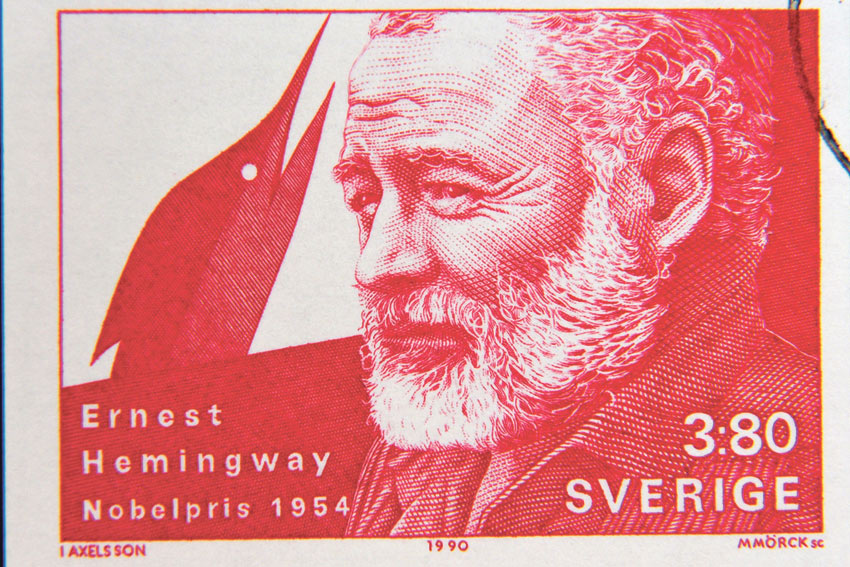 Ernest
Hemingway
Nobelpris 1954
3:80
SVERIGE
I AXELSSON
1990
M MÖRCK SC